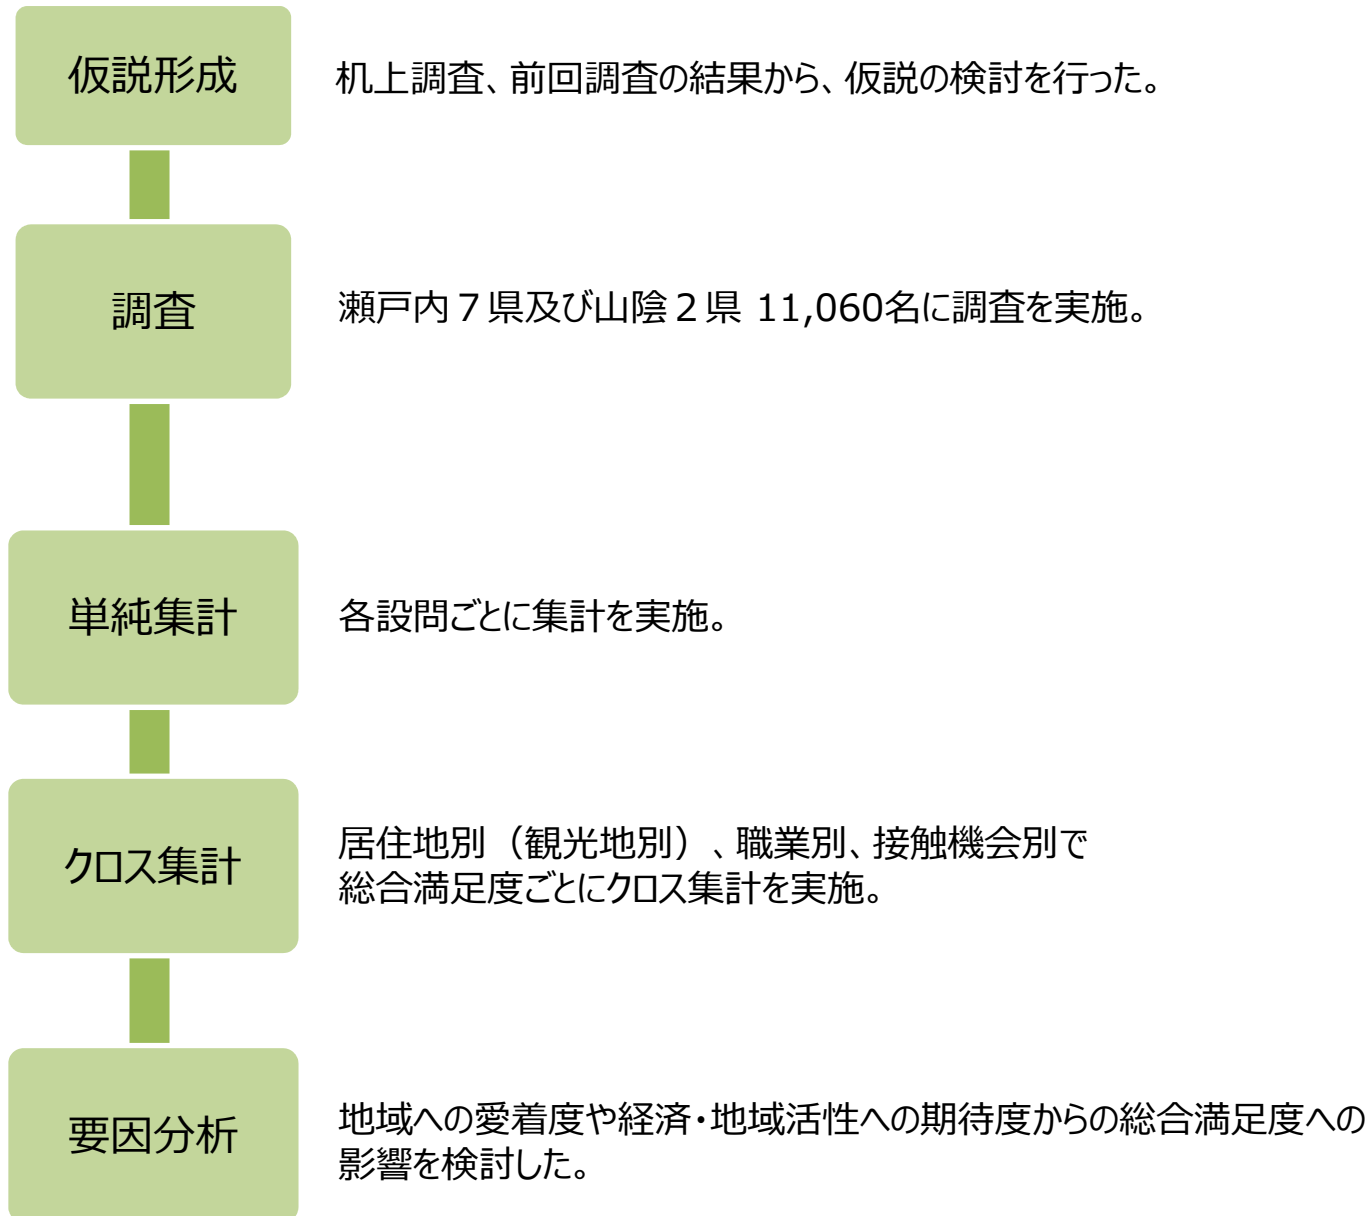 仮説形成
机上調査、前回調査の結果から、仮説の検討を行った。
調査
瀬戸内７県及び山陰２県 11,060名に調査を実施。
単純集計
各設問ごとに集計を実施。
クロス集計
居住地別（観光地別）、職業別、接触機会別で
総合満足度ごとにクロス集計を実施。
要因分析
地域への愛着度や経済・地域活性への期待度からの総合満足度への
影響を検討した。